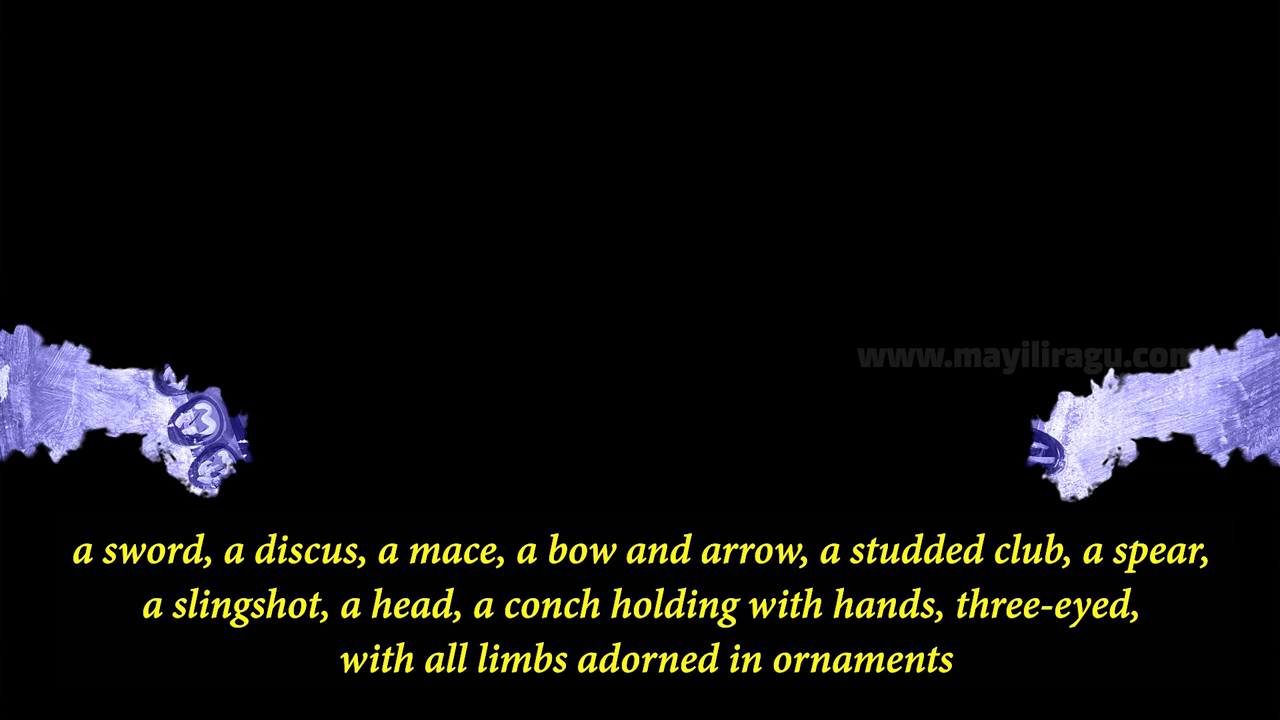 www.mayiliragu.com
a sword, a discus, a mace, a bow and arrow, a studded club, a spear,
a slingshot, a head, a conch holding with hands, three-eyed,
with all limbs adorned in ornaments